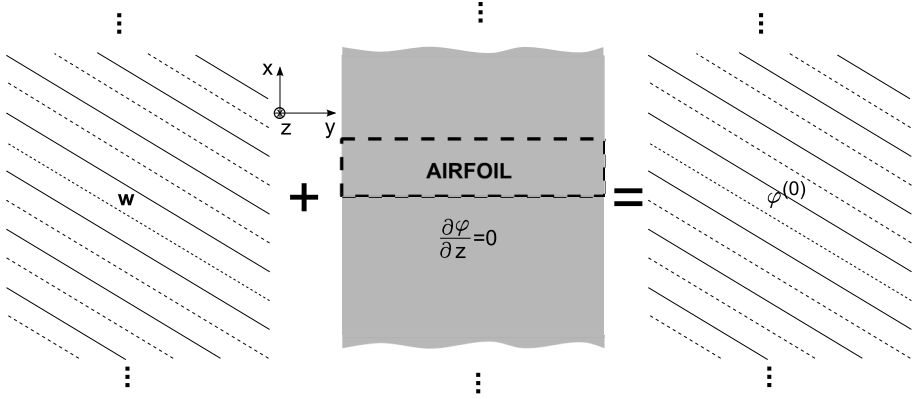 x
z
y
w
+
AIRFOIL
∂φ/∂z=0
=
φ(0)